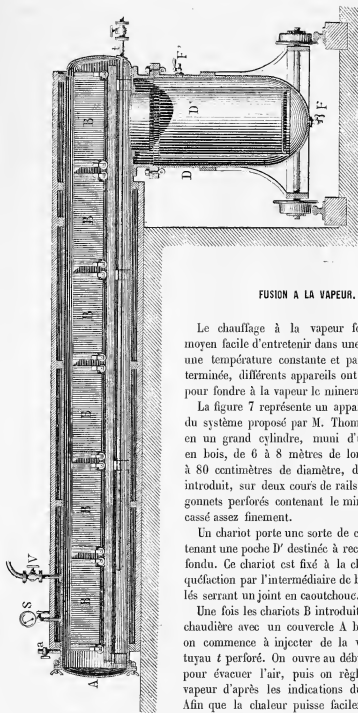 B B B B B B
D'
D
F'
F
V
S
A
FUSION A LA VAPEUR.
Le chauffage à la vapeur fo
moyen facile d'entretenir dans une
une température constante et pa
terminée, différents appareils ont
pour fondre à la vapeur le minera
La figure 7 représente un appar
du système proposé par M. Thom
en un grand cylindre, muni d'u
en bois, de 6 à 8 mètres de lon
à 80 centimètres de diamètre, d
introduit, sur deux cours de rails
gonnets perforés contenant le min
cassé assez finement.
Un chariot porte une sorte de c
tenant une poche D' destinée à rec
fondu. Ce chariot est fixé à la ch
quéfaction par l'intermédiaire de b
lés serrant un joint en caoutchouc.
Une fois les chariots B introduit
chaudière avec un couvercle A b
on commence à injecter de la v
tuyau t perforé. On ouvre au débu
pour évacuer l'air, puis on règl
vapeur d'après les indications du
Afin que la chaleur puisse facile